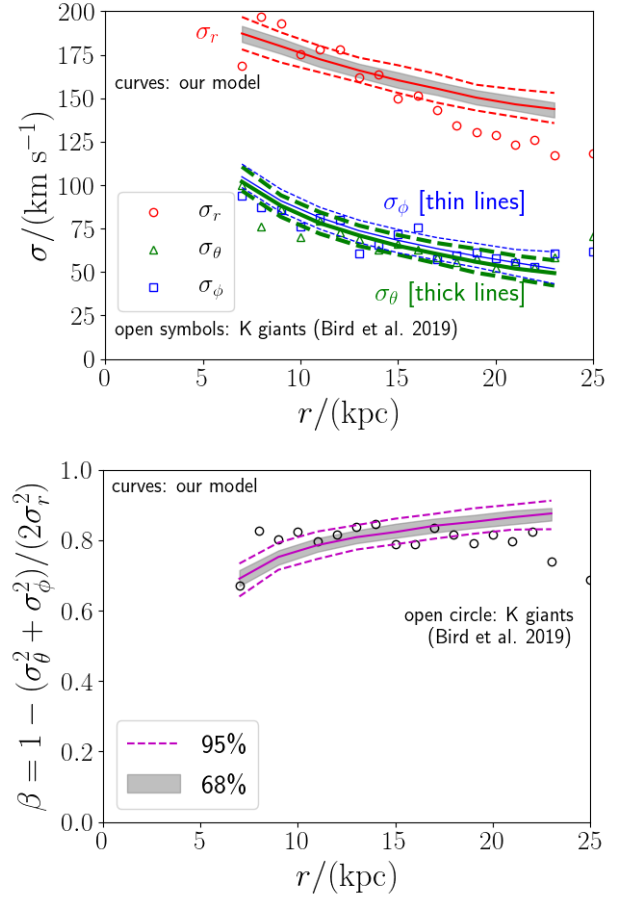 200
175
150
125
100
75
50
25
0
σ/(km s⁻¹)
σ_r
curves: our model
σ_r
σ_θ
σ_ϕ
σ_ϕ [thin lines]
σ_θ [thick lines]
open symbols: K giants (Bird et al. 2019)
0 5 10 15 20 25
r/(kpc)
1.0
0.8
0.6
0.4
0.2
0.0
β = 1 − (σ_θ² + σ_ϕ²)/(2σ_r²)
curves: our model
open circle: K giants
(Bird et al. 2019)
95%
68%
0 5 10 15 20 25
r/(kpc)